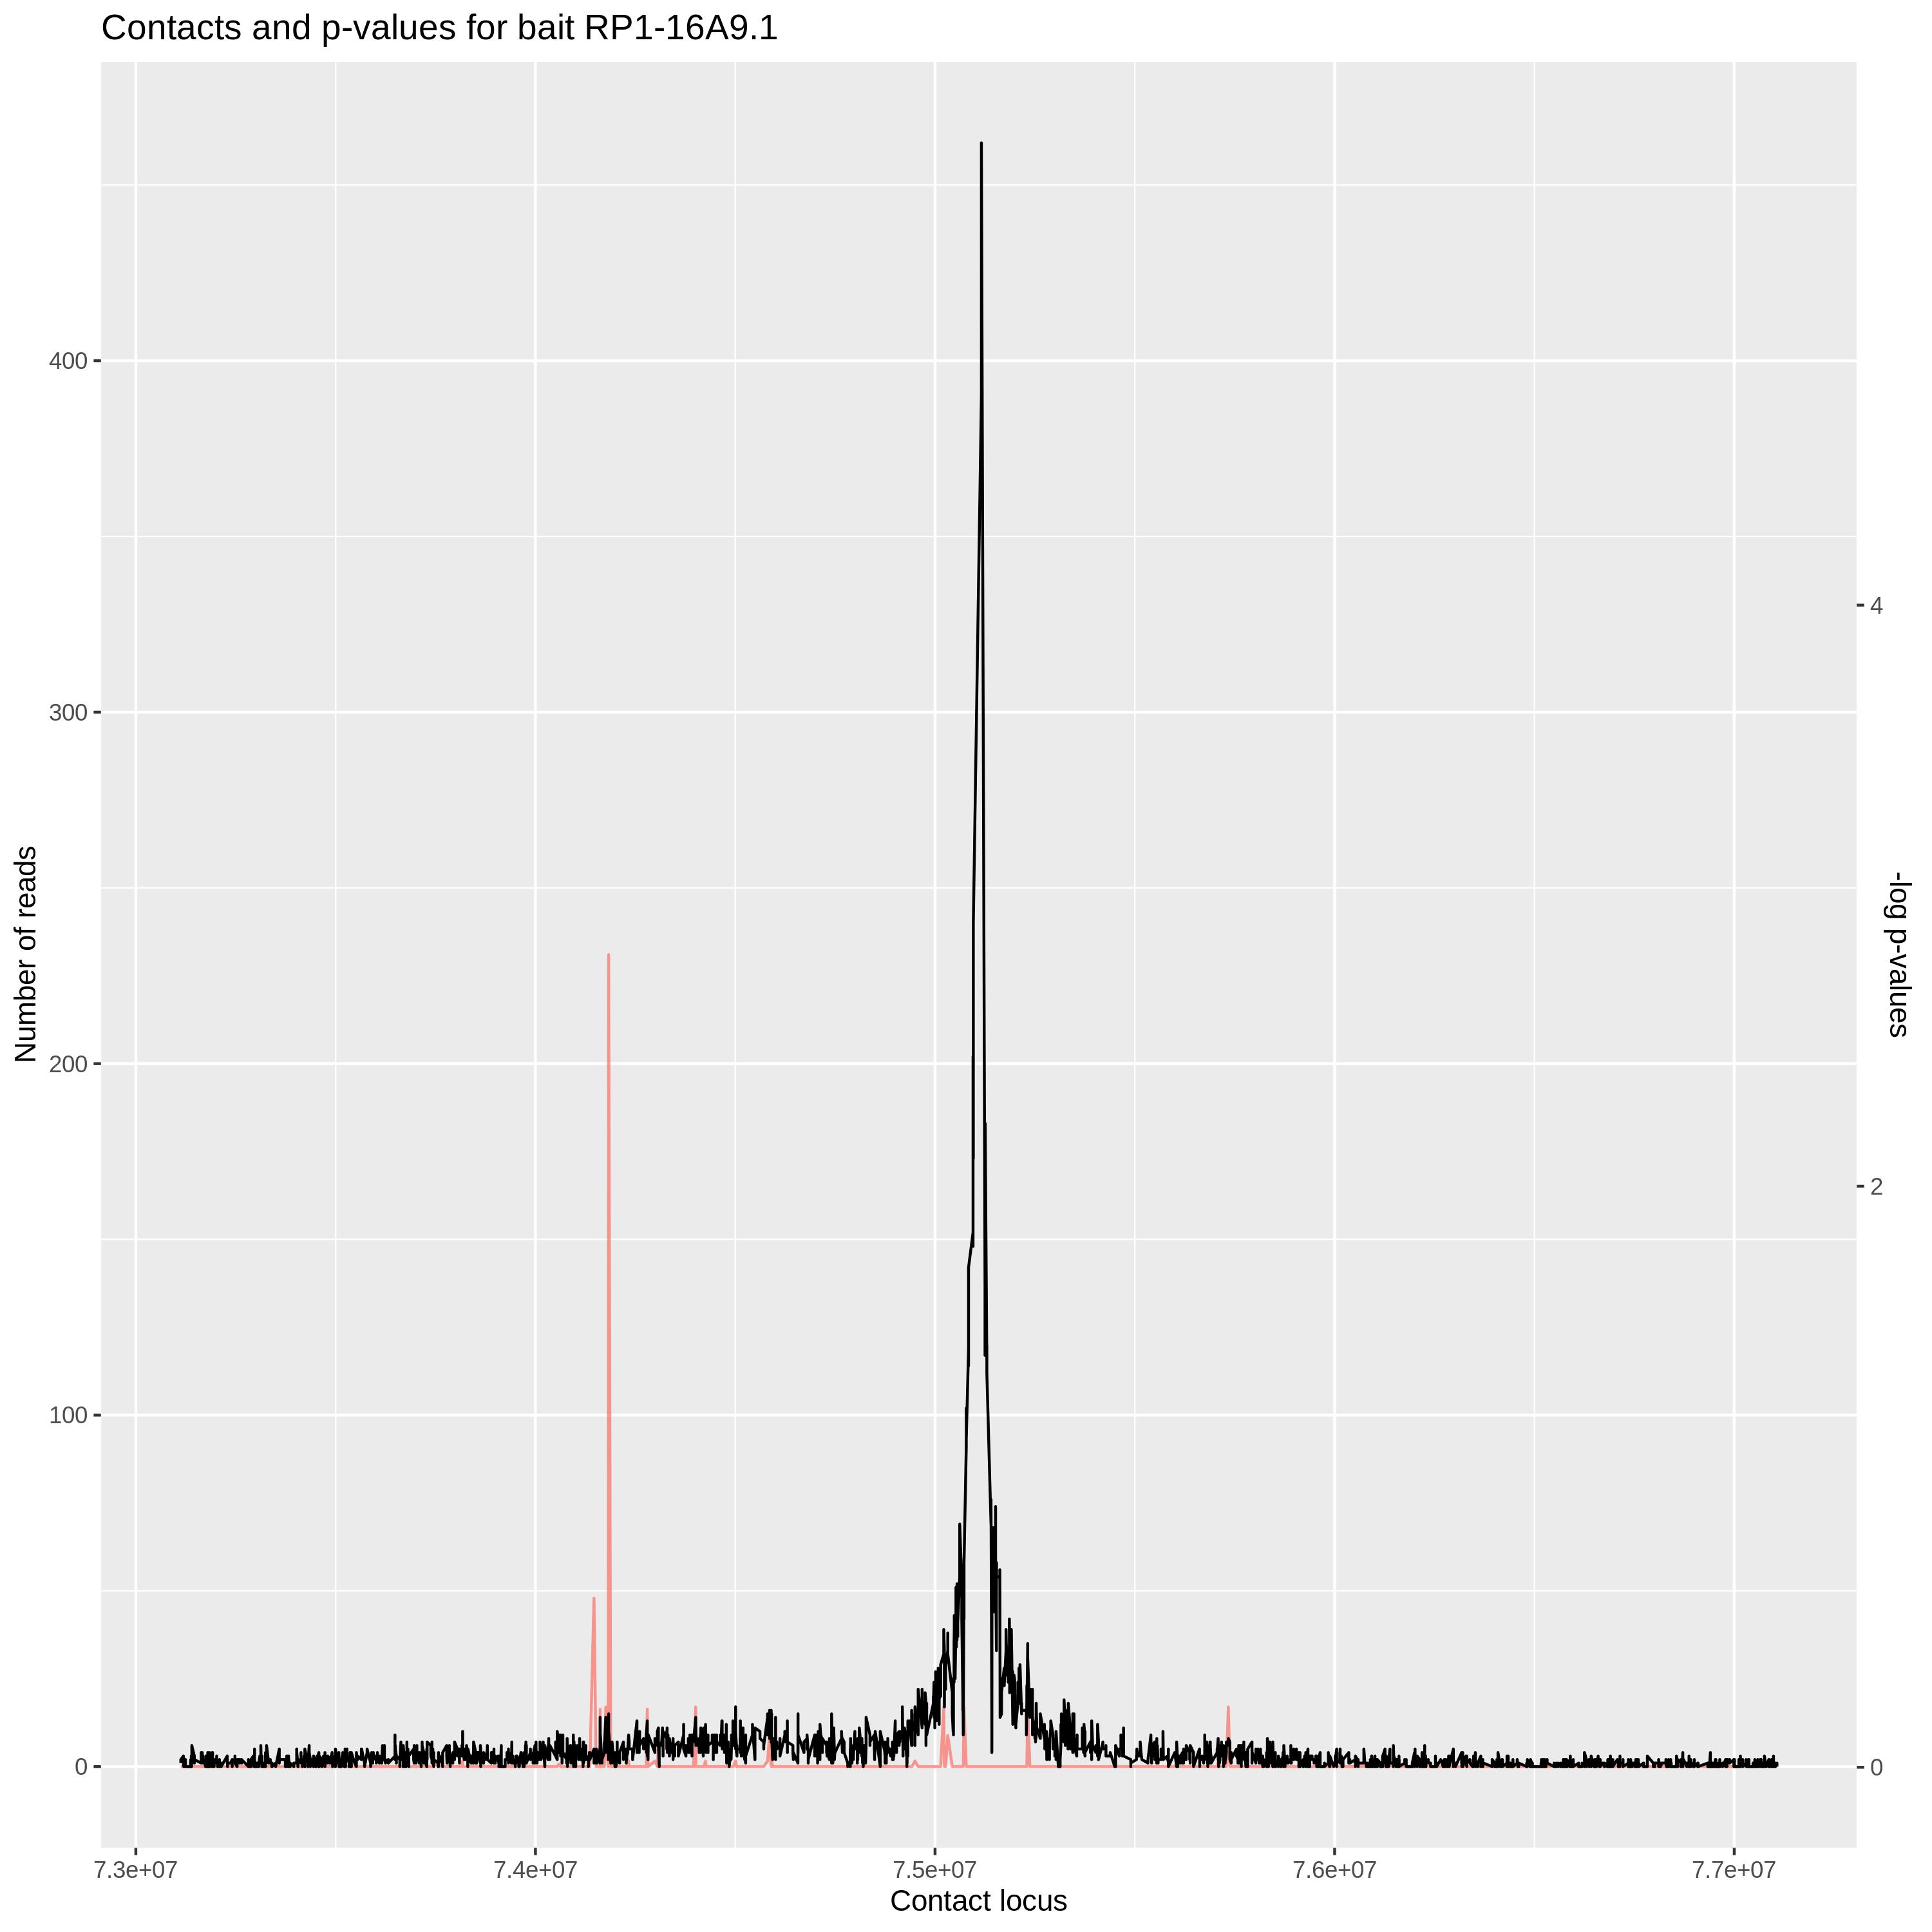 Contacts and p-values for bait RP1-16A9.1
400
300
200
100
0
Number of reads
4
2
0
-log p-values
7.3e+07
7.4e+07
7.5e+07
7.6e+07
7.7e+07
Contact locus